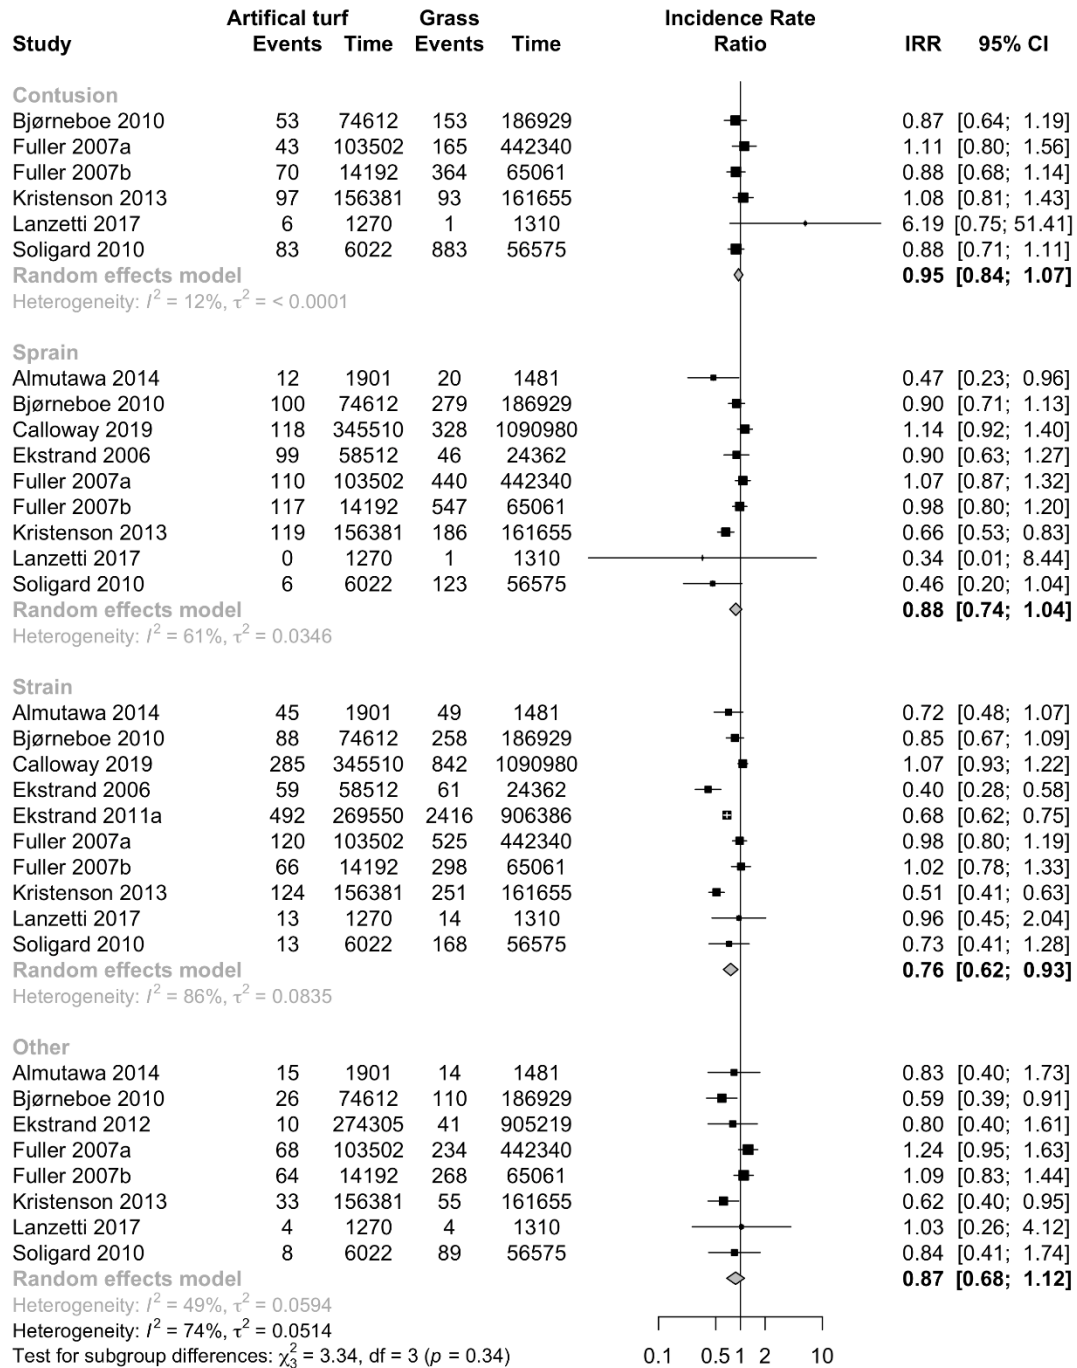 Artifical turf Grass Incidence Rate
Study Events Time Events Time Ratio IRR 95% CI
Contusion
Bjørneboe 2010 53 74612 153 186929 0.87 [0.64; 1.19]
Fuller 2007a 43 103502 165 442340 1.11 [0.80; 1.56]
Fuller 2007b 70 14192 364 65061 0.88 [0.68; 1.14]
Kristenson 2013 97 156381 93 161655 1.08 [0.81; 1.43]
Lanzetti 2017 6 1270 1 1310 6.19 [0.75; 51.41]
Soligard 2010 83 6022 883 56575 0.88 [0.71; 1.11]
Random effects model 0.95 [0.84; 1.07]
Heterogeneity: I² = 12%, τ² = < 0.0001
Sprain
Almutawa 2014 12 1901 20 1481 0.47 [0.23; 0.96]
Bjørneboe 2010 100 74612 279 186929 0.90 [0.71; 1.13]
Calloway 2019 118 345510 328 1090980 1.14 [0.92; 1.40]
Ekstrand 2006 99 58512 46 24362 0.90 [0.63; 1.27]
Fuller 2007a 110 103502 440 442340 1.07 [0.87; 1.32]
Fuller 2007b 117 14192 547 65061 0.98 [0.80; 1.20]
Kristenson 2013 119 156381 186 161655 0.66 [0.53; 0.83]
Lanzetti 2017 0 1270 1 1310 0.34 [0.01; 8.44]
Soligard 2010 6 6022 123 56575 0.46 [0.20; 1.04]
Random effects model 0.88 [0.74; 1.04]
Heterogeneity: I² = 61%, τ² = 0.0346
Strain
Almutawa 2014 45 1901 49 1481 0.72 [0.48; 1.07]
Bjørneboe 2010 88 74612 258 186929 0.85 [0.67; 1.09]
Calloway 2019 285 345510 842 1090980 1.07 [0.93; 1.22]
Ekstrand 2006 59 58512 61 24362 0.40 [0.28; 0.58]
Ekstrand 2011a 492 269550 2416 906386 0.68 [0.62; 0.75]
Fuller 2007a 120 103502 525 442340 0.98 [0.80; 1.19]
Fuller 2007b 66 14192 298 65061 1.02 [0.78; 1.33]
Kristenson 2013 124 156381 251 161655 0.51 [0.41; 0.63]
Lanzetti 2017 13 1270 14 1310 0.96 [0.45; 2.04]
Soligard 2010 13 6022 168 56575 0.73 [0.41; 1.28]
Random effects model 0.76 [0.62; 0.93]
Heterogeneity: I² = 86%, τ² = 0.0835
Other
Almutawa 2014 15 1901 14 1481 0.83 [0.40; 1.73]
Bjørneboe 2010 26 74612 110 186929 0.59 [0.39; 0.91]
Ekstrand 2012 10 274305 41 905219 0.80 [0.40; 1.61]
Fuller 2007a 68 103502 234 442340 1.24 [0.95; 1.63]
Fuller 2007b 64 14192 268 65061 1.09 [0.83; 1.44]
Kristenson 2013 33 156381 55 161655 0.62 [0.40; 0.95]
Lanzetti 2017 4 1270 4 1310 1.03 [0.26; 4.12]
Soligard 2010 8 6022 89 56575 0.84 [0.41; 1.74]
Random effects model 0.87 [0.68; 1.12]
Heterogeneity: I² = 49%, τ² = 0.0594
Heterogeneity: I² = 74%, τ² = 0.0514
Test for subgroup differences: χ²₃ = 3.34, df = 3 (p = 0.34)
0.1 0.5 1 2 10